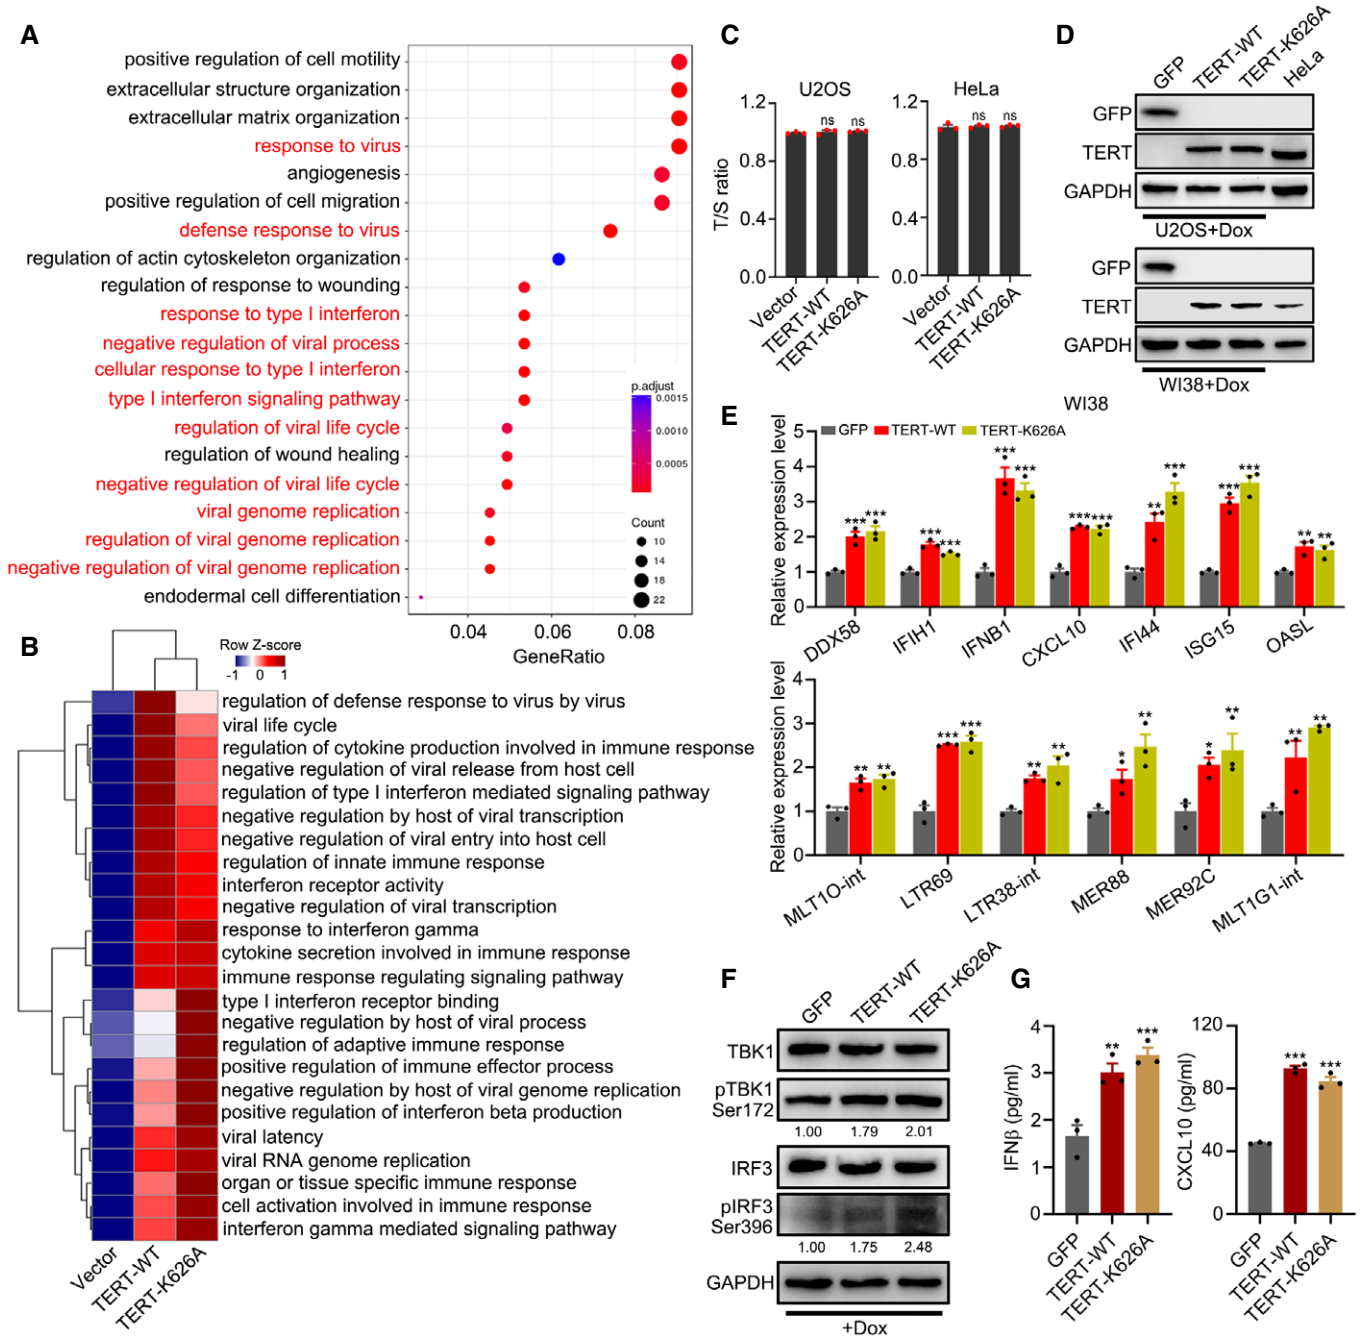 A
positive regulation of cell motility
extracellular structure organization
extracellular matrix organization
response to virus
angiogenesis
positive regulation of cell migration
defense response to virus
regulation of actin cytoskeleton organization
regulation of response to wounding
response to type I interferon
negative regulation of viral process
cellular response to type I interferon
type I interferon signaling pathway
regulation of viral life cycle
regulation of wound healing
negative regulation of viral life cycle
viral genome replication
regulation of viral genome replication
negative regulation of viral genome replication
endodermal cell differentiation
0.04 0.06 0.08
GeneRatio
p.adjust
0.0015
0.0010
0.0005
Count
10
14
18
22
B
Row Z-score
-1 0 1
regulation of defense response to virus by virus
viral life cycle
regulation of cytokine production involved in immune response
negative regulation of viral release from host cell
regulation of type I interferon mediated signaling pathway
negative regulation by host of viral transcription
negative regulation of viral entry into host cell
regulation of innate immune response
interferon receptor activity
negative regulation of viral transcription
response to interferon gamma
cytokine secretion involved in immune response
immune response regulating signaling pathway
type I interferon receptor binding
negative regulation by host of viral process
regulation of adaptive immune response
positive regulation of immune effector process
negative regulation by host of viral genome replication
positive regulation of interferon beta production
viral latency
viral RNA genome replication
organ or tissue specific immune response
cell activation involved in immune response
interferon gamma mediated signaling pathway
Vector TERT-WT TERT-K626A
C
U2OS
T/S ratio
1.2
0.8
0.4
0.0
ns ns
Vector TERT-WT TERT-K626A
HeLa
1.2
0.8
0.4
0.0
ns ns
Vector TERT-WT TERT-K626A
D
GFP TERT-WT TERT-K626A HeLa
GFP
TERT
GAPDH
U2OS+Dox
GFP
TERT
GAPDH
WI38+Dox
E
WI38
GFP TERT-WT TERT-K626A
Relative expression level
5
4
3
2
1
0
*** *** *** *** *** *** *** *** ** *** *** *** ** **
DDX58 IFIH1 IFNB1 CXCL10 IFI44 ISG15 OASL
Relative expression level
4
3
2
1
0
** ** *** *** ** ** * ** * ** ** **
MLT1O-int LTR69 LTR38-int MER88 MER92C MLT1G1-int
F
GFP TERT-WT TERT-K626A
TBK1
pTBK1
Ser172
1.00 1.79 2.01
IRF3
pIRF3
Ser396
1.00 1.75 2.48
GAPDH
+Dox
G
IFNβ (pg/ml)
4
3
2
1
0
** ***
GFP TERT-WT TERT-K626A
CXCL10 (pg/ml)
120
80
40
0
*** ***
GFP TERT-WT TERT-K626A